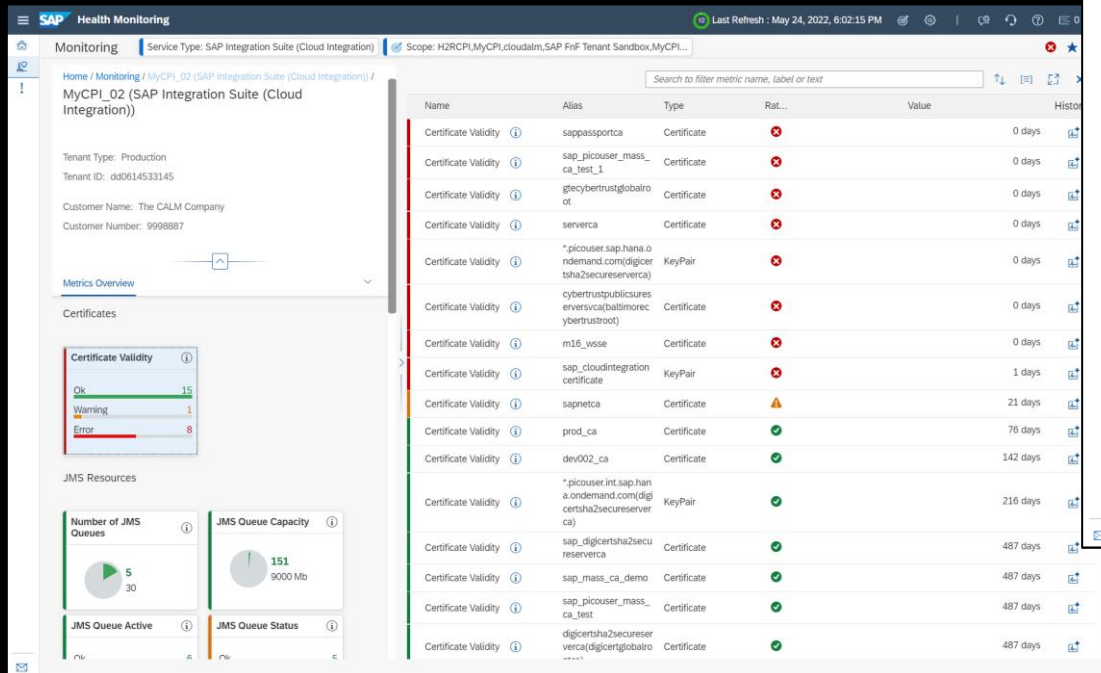 SAP Health Monitoring
12 Last Refresh : May 24, 2022, 6:02:15 PM
0
Monitoring
Service Type: SAP Integration Suite (Cloud Integration)
Scope: H2RCPI,MyCPI,cloudalm,SAP FnF Tenant Sandbox,MyCPI...
Home / Monitoring / MyCPI_02 (SAP Integration Suite (Cloud Integration)) /
MyCPI_02 (SAP Integration Suite (Cloud
Integration))
Tenant Type: Production
Tenant ID: dd0614533145
Customer Name: The CALM Company
Customer Number: 9998887
Metrics Overview
Certificates
Certificate Validity
Ok 15
Warning 1
Error 8
JMS Resources
Number of JMS
Queues
5
30
JMS Queue Capacity
151
9000 Mb
JMS Queue Active
Ok 6
JMS Queue Status
Ok 5
Search to filter metric name, label or text
Name Alias Type Rat... Value Histor
Certificate Validity sappassportca Certificate 0 days
Certificate Validity sap_picouser_mass_
ca_test_1 Certificate 0 days
Certificate Validity gtecybertrustglobalro
ot Certificate 0 days
Certificate Validity serverca Certificate 0 days
Certificate Validity *.picouser.sap.hana.o
ndemand.com(digicer
tsha2secureserverca) KeyPair 0 days
Certificate Validity cybertrustpublicsures
erversvca(baltimorec
ybertrustroot) Certificate 0 days
Certificate Validity m16_wsse Certificate 0 days
Certificate Validity sap_cloudintegration
certificate KeyPair 1 days
Certificate Validity sapnetca Certificate 21 days
Certificate Validity prod_ca Certificate 76 days
Certificate Validity dev002_ca Certificate 142 days
Certificate Validity *.picouser.int.sap.han
a.ondemand.com(digi
certsha2secureserver
ca) KeyPair 216 days
Certificate Validity sap_digicertsha2secu
reserverca Certificate 487 days
Certificate Validity sap_mass_ca_demo Certificate 487 days
Certificate Validity sap_picouser_mass_
ca_test Certificate 487 days
Certificate Validity digicertsha2secureser
verca(digicertglobalro Certificate 487 days